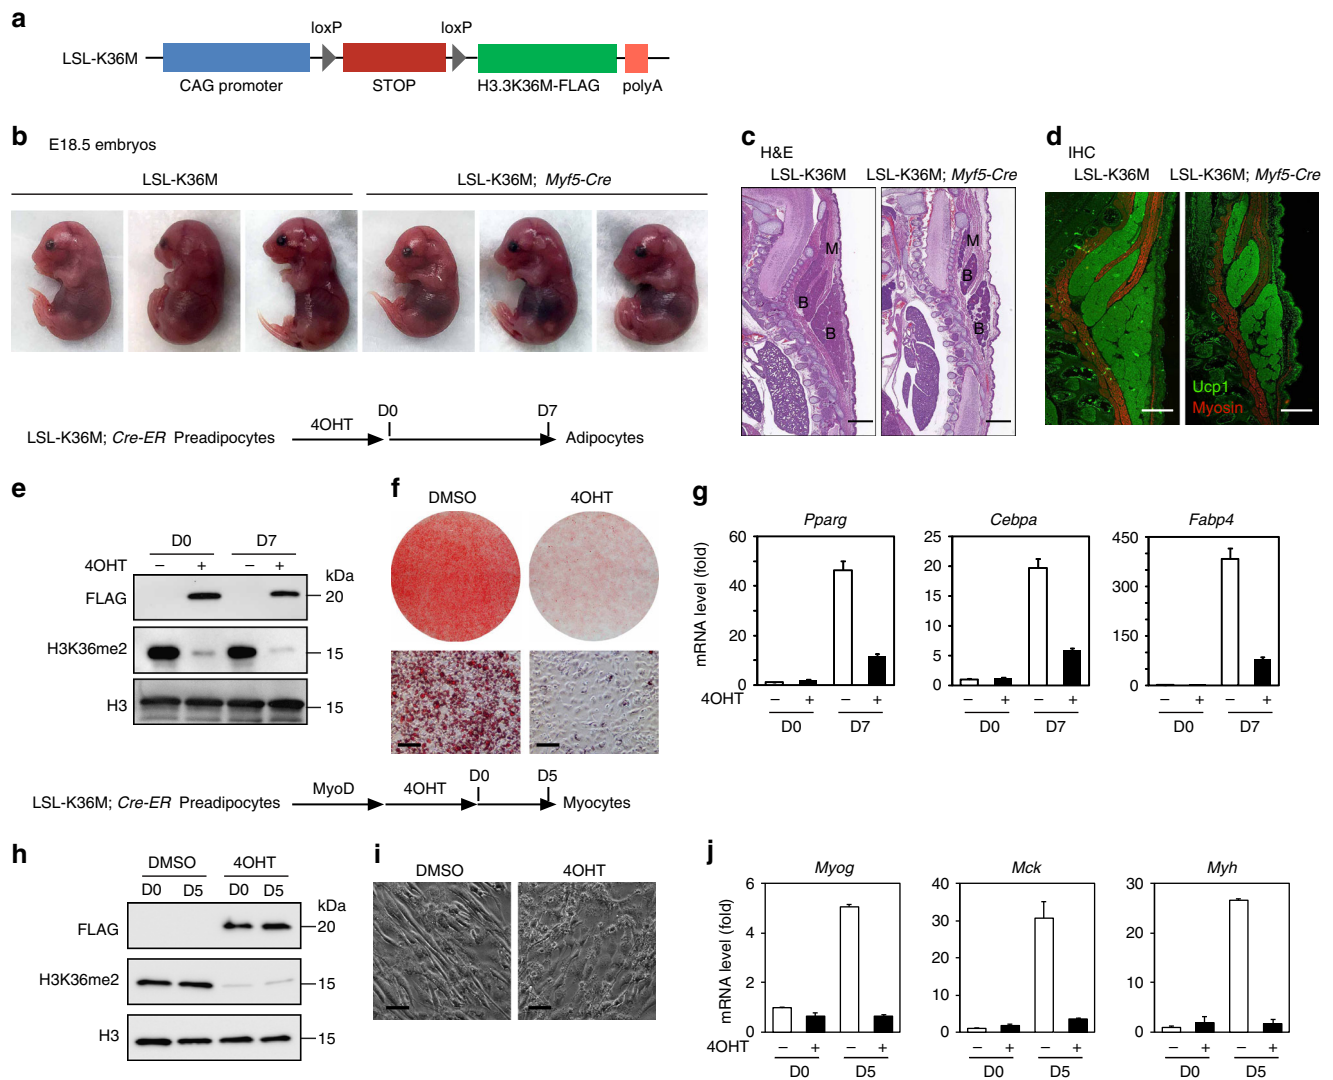 a
loxP loxP
LSL-K36M
CAG promoter STOP H3.3K36M-FLAG polyA
b
E18.5 embryos
LSL-K36M LSL-K36M; Myf5-Cre
c
H&E
LSL-K36M LSL-K36M; Myf5-Cre
M
B
B
B
B
d
IHC
LSL-K36M LSL-K36M; Myf5-Cre
Ucp1
Myosin
LSL-K36M; Cre-ER Preadipocytes 4OHT D0 D7 Adipocytes
e
D0 D7
4OHT – + – + kDa
FLAG 20
H3K36me2 15
H3 15
f
DMSO 4OHT
g
Pparg Cebpa Fabp4
mRNA level (fold)
60
40
20
0
25
20
15
10
5
0
450
300
150
0
4OHT – + – + – + – + – + – +
D0 D7 D0 D7 D0 D7
LSL-K36M; Cre-ER Preadipocytes MyoD 4OHT D0 D5 Myocytes
h
DMSO 4OHT
D0 D5 D0 D5 kDa
FLAG 20
H3K36me2 15
H3 15
i
DMSO 4OHT
j
Myog Mck Myh
mRNA level (fold)
6
4
2
0
40
30
20
10
0
30
20
10
0
4OHT – + – + – + – + – + – +
D0 D5 D0 D5 D0 D5